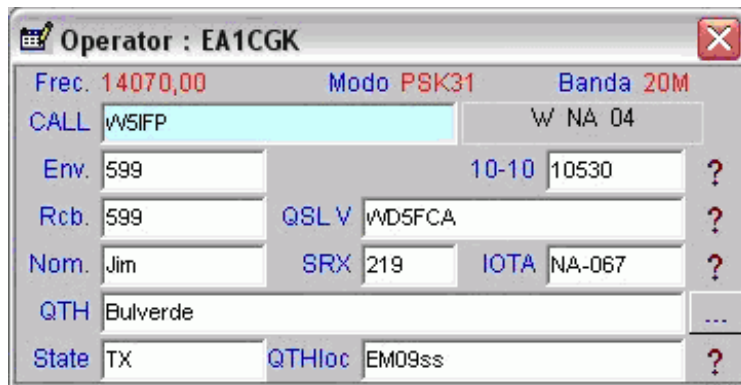 Operator : EA1CGK
Frec. 14070,00 Modo PSK31 Banda 20M
CALL W5IFP W NA 04
Env. 599 10-10 10530 ?
Rcb. 599 QSL V WD5FCA ?
Nom. Jim SRX 219 IOTA NA-067 ?
QTH Bulverde ...
State TX QTHloc EM09ss ?